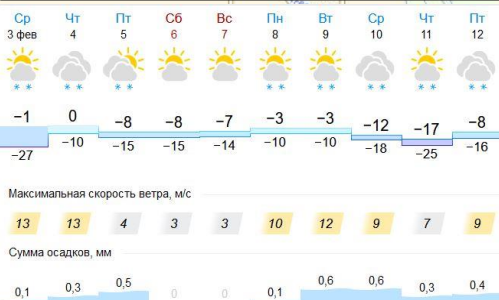 Ср Чт Пт Сб Вс Пн Вт Ср Чт Пт
3 фев 4 5 6 7 8 9 10 11 12
−1 0 −8 −8 −7 −3 −3 −12 −17 −8
−27 −10 −15 −15 −14 −10 −10 −18 −25 −16
Максимальная скорость ветра, м/с
13 13 4 3 3 10 12 9 7 9
Сумма осадков, мм
0,1 0,3 0,5 0 0 0,1 0,6 0,6 0,3 0,4